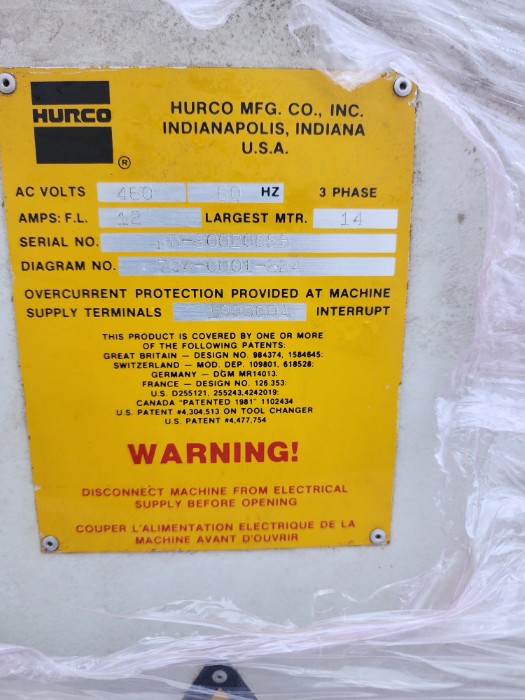 HURCO
®
HURCO MFG. CO., INC.
INDIANAPOLIS, INDIANA
U.S.A.
AC VOLTS 460 60 HZ 3 PHASE
AMPS: F.L. 12 LARGEST MTR. 14
SERIAL NO.
DIAGRAM NO.
OVERCURRENT PROTECTION PROVIDED AT MACHINE
SUPPLY TERMINALS INTERRUPT
THIS PRODUCT IS COVERED BY ONE OR MORE
OF THE FOLLOWING PATENTS:
GREAT BRITAIN — DESIGN NO. 984374, 1584645:
SWITZERLAND — MOD. DEP. 109801, 618528:
GERMANY — DGM MR14013:
FRANCE — DESIGN NO. 126.353:
U.S. D255121, 255243,4242019:
CANADA "PATENTED 1981" 1102434
U.S. PATENT #4,304,513 ON TOOL CHANGER
U.S. PATENT #4,477,754
WARNING!
DISCONNECT MACHINE FROM ELECTRICAL
SUPPLY BEFORE OPENING
COUPER L'ALIMENTATION ELECTRIQUE DE LA
MACHINE AVANT D'OUVRIR